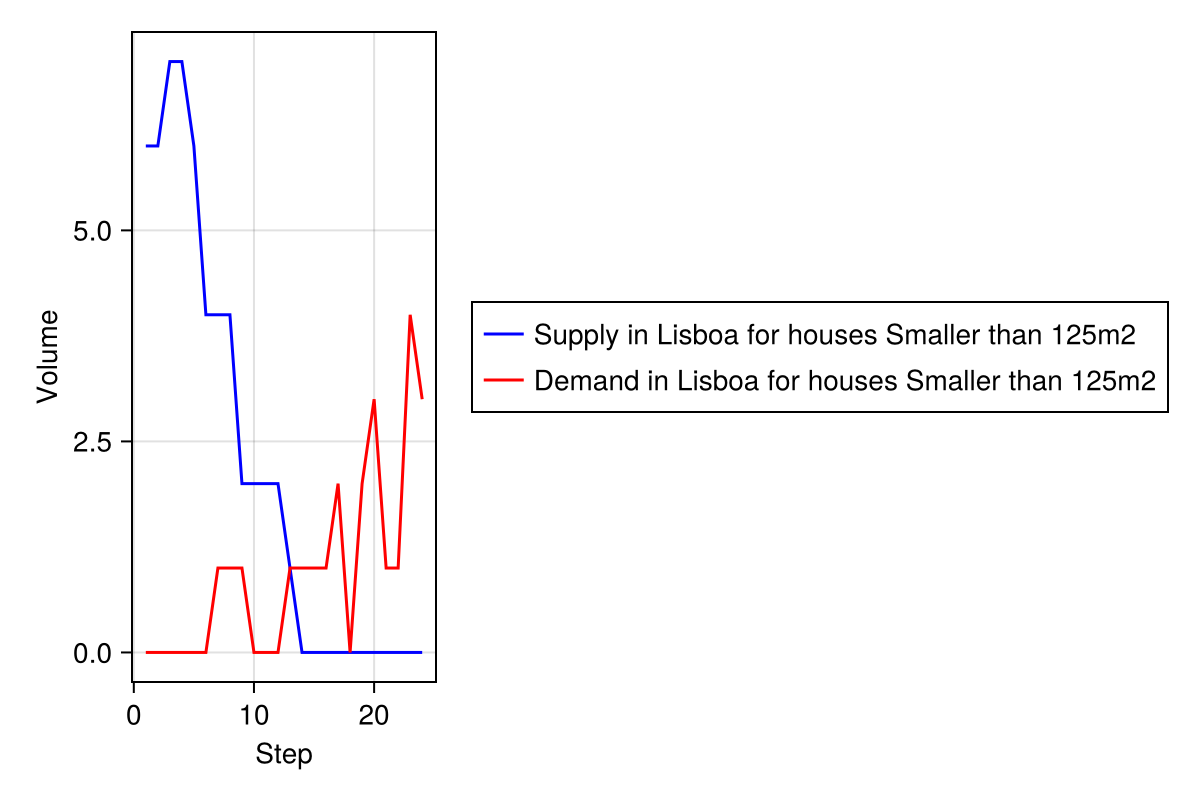 Volume
5.0
2.5
0.0
0 10 20
Step
Supply in Lisboa for houses Smaller than 125m2
Demand in Lisboa for houses Smaller than 125m2